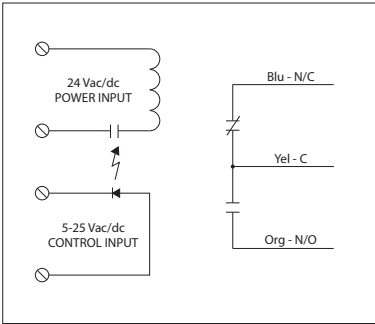 24 Vac/dc
POWER INPUT
5-25 Vac/dc
CONTROL INPUT
Blu - N/C
Yel - C
Org - N/O